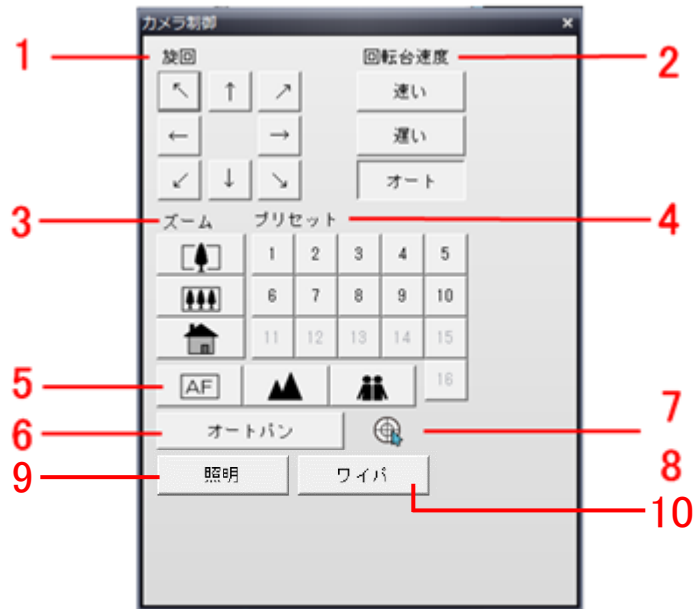 カメラ制御 ×
1 旋回 回転台速度 2
↖ ↑ ↗ 速い
← → 遅い
↙ ↓ ↘ オート
3 ズーム プリセット 4
1 2 3 4 5
6 7 8 9 10
11 12 13 14 15
5 AF 16
6 オートパン 7
8
9 照明 ワイパ
10